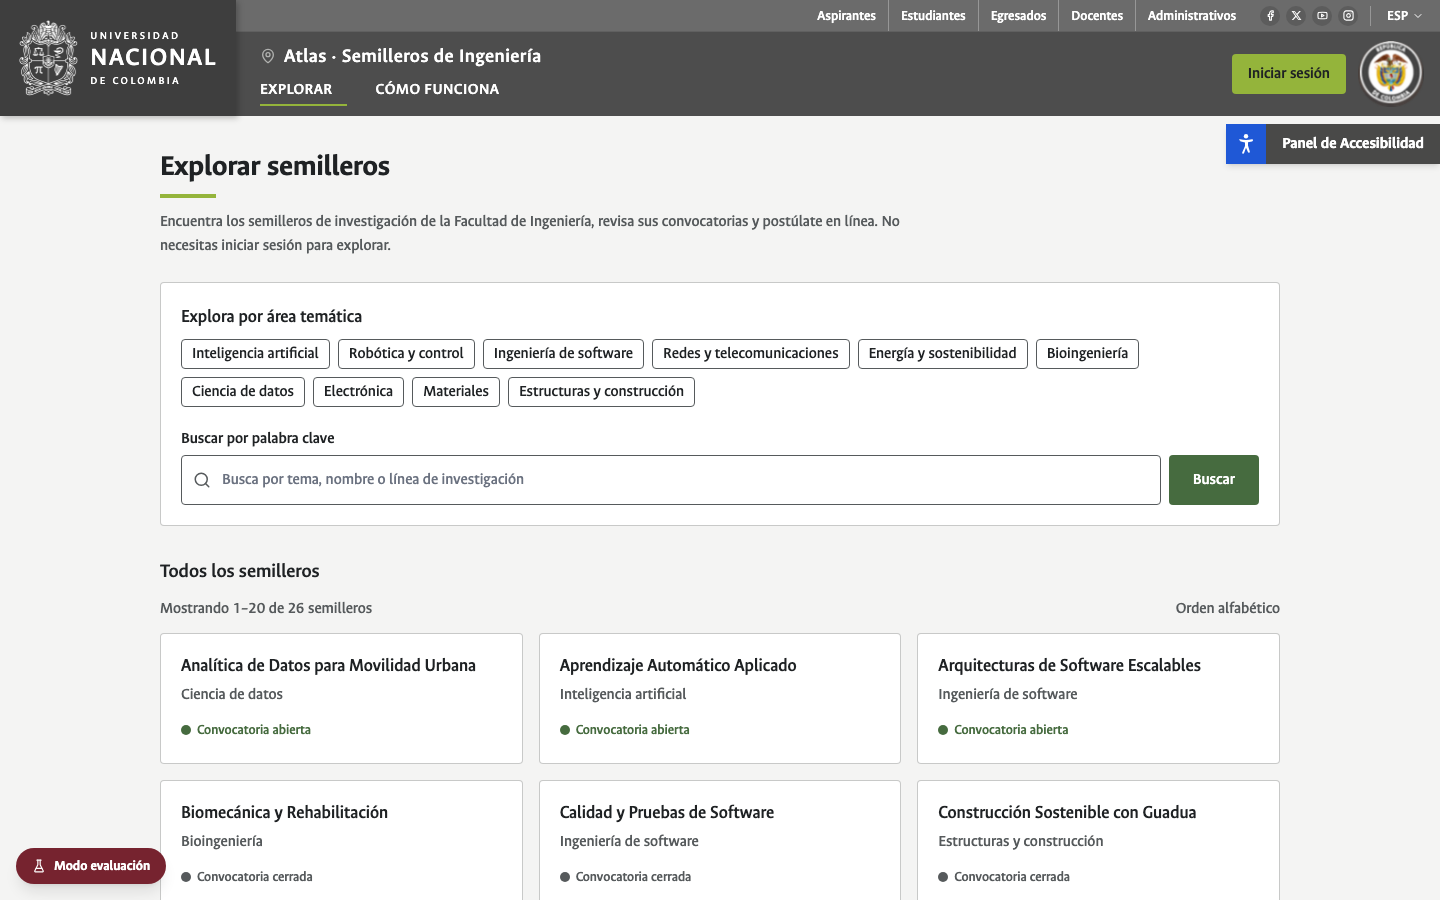 Aspirantes
Estudiantes
Egresados
Docentes
Administrativos
ESP
UNIVERSIDAD
NACIONAL
DE COLOMBIA
Atlas · Semilleros de Ingeniería
EXPLORAR
CÓMO FUNCIONA
Iniciar sesión
Panel de Accesibilidad
Explorar semilleros
Encuentra los semilleros de investigación de la Facultad de Ingeniería, revisa sus convocatorias y postúlate en línea. No
necesitas iniciar sesión para explorar.
Explora por área temática
Inteligencia artificial
Robótica y control
Ingeniería de software
Redes y telecomunicaciones
Energía y sostenibilidad
Bioingeniería
Ciencia de datos
Electrónica
Materiales
Estructuras y construcción
Buscar por palabra clave
Busca por tema, nombre o línea de investigación
Buscar
Todos los semilleros
Mostrando 1–20 de 26 semilleros
Orden alfabético
Analítica de Datos para Movilidad Urbana
Ciencia de datos
Convocatoria abierta
Aprendizaje Automático Aplicado
Inteligencia artificial
Convocatoria abierta
Arquitecturas de Software Escalables
Ingeniería de software
Convocatoria abierta
Biomecánica y Rehabilitación
Bioingeniería
Convocatoria cerrada
Calidad y Pruebas de Software
Ingeniería de software
Convocatoria cerrada
Construcción Sostenible con Guadua
Estructuras y construcción
Convocatoria cerrada
Modo evaluación